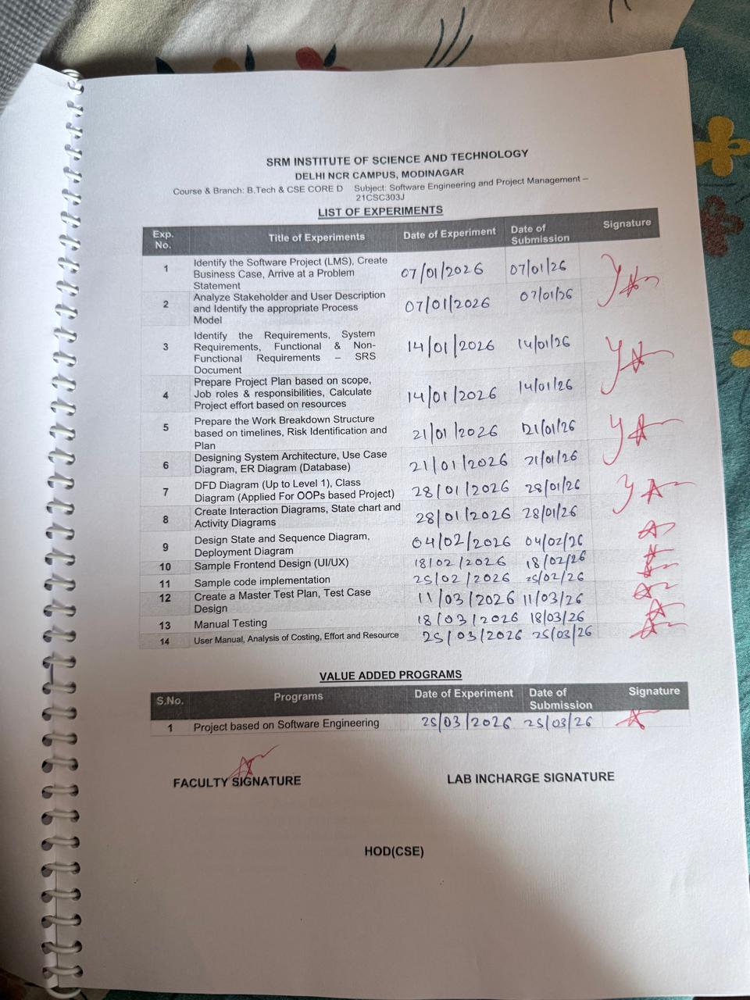 SRM INSTITUTE OF SCIENCE AND TECHNOLOGY
DELHI NCR CAMPUS, MODINAGAR
Course & Branch: B.Tech & CSE CORE D Subject: Software Engineering and Project Management –
21CSC303J
LIST OF EXPERIMENTS
Exp. No. Title of Experiments Date of Experiment Date of Submission Signature
1 Identify the Software Project (LMS), Create 07/01/2026 07/01/26
Business Case, Arrive at a Problem
Statement
2 Analyze Stakeholder and User Description 07/01/2026 07/01/26
and Identify the appropriate Process
Model
3 Identify the Requirements, System 14/01/2026 14/01/26
Requirements, Functional & Non-
Functional Requirements – SRS
Document
4 Prepare Project Plan based on scope, 14/01/2026 14/01/26
Job roles & responsibilities, Calculate
Project effort based on resources
5 Prepare the Work Breakdown Structure 21/01/2026 21/01/26
based on timelines, Risk Identification and
Plan
6 Designing System Architecture, Use Case 21/01/2026 21/01/26
Diagram, ER Diagram (Database)
7 DFD Diagram (Up to Level 1), Class 28/01/2026 28/01/26
Diagram (Applied For OOPs based Project)
8 Create Interaction Diagrams, State chart and 28/01/2026 28/01/26
Activity Diagrams
9 Design State and Sequence Diagram, 04/02/2026 04/02/26
Deployment Diagram
10 Sample Frontend Design (UI/UX) 18/02/2026 18/02/26
11 Sample code implementation 25/02/2026 25/02/26
12 Create a Master Test Plan, Test Case 11/03/2026 11/03/26
Design
13 Manual Testing 18/03/2026 18/03/26
14 User Manual, Analysis of Costing, Effort and Resource 25/03/2026 25/03/26
VALUE ADDED PROGRAMS
S.No. Programs Date of Experiment Date of Submission Signature
1 Project based on Software Engineering 25/03/2026 25/03/26
FACULTY SIGNATURE LAB INCHARGE SIGNATURE
HOD(CSE)